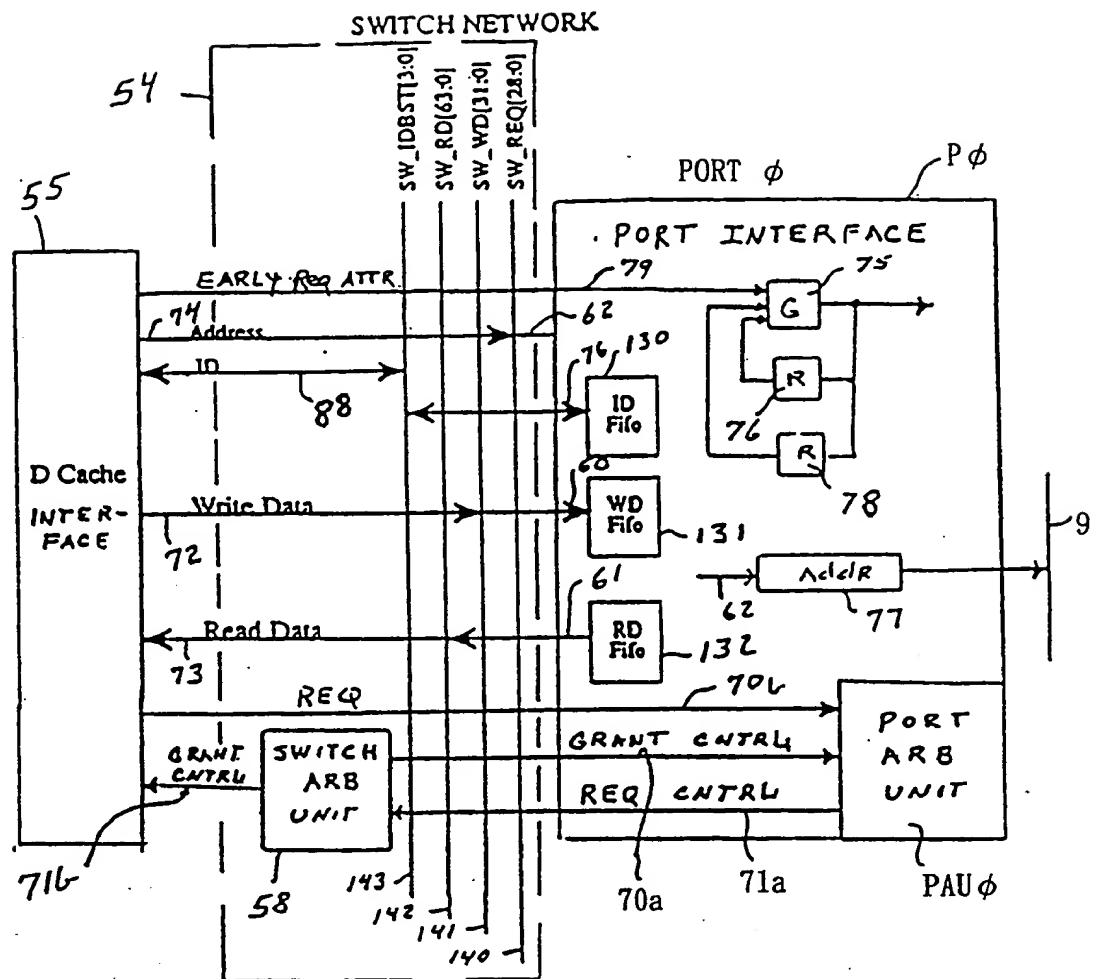 SWITCH NETWORK
54
SW_IDBST[3:0]
SW_RD[63:0]
SW_WD[31:0]
SW_REQ[28:0]
PORT ϕ
Pϕ
55
PORT INTERFACE
75
EARLY Req ATTR.
79
G
74
Address
62
ID
88
76
130
ID
Fifo
R
76
R
78
D Cache
INTER-
FACE
Write Data
72
60
WD
Fifo
131
9
62
AddR
77
Read Data
73
61
RD
Fifo
132
REQ
70b
GRANT
CNTRL
SWITCH
ARB
UNIT
GRANT CNTRL
REQ CNTRL
PORT
ARB
UNIT
71b
58
143
142
141
140
70a
71a
PAUϕ